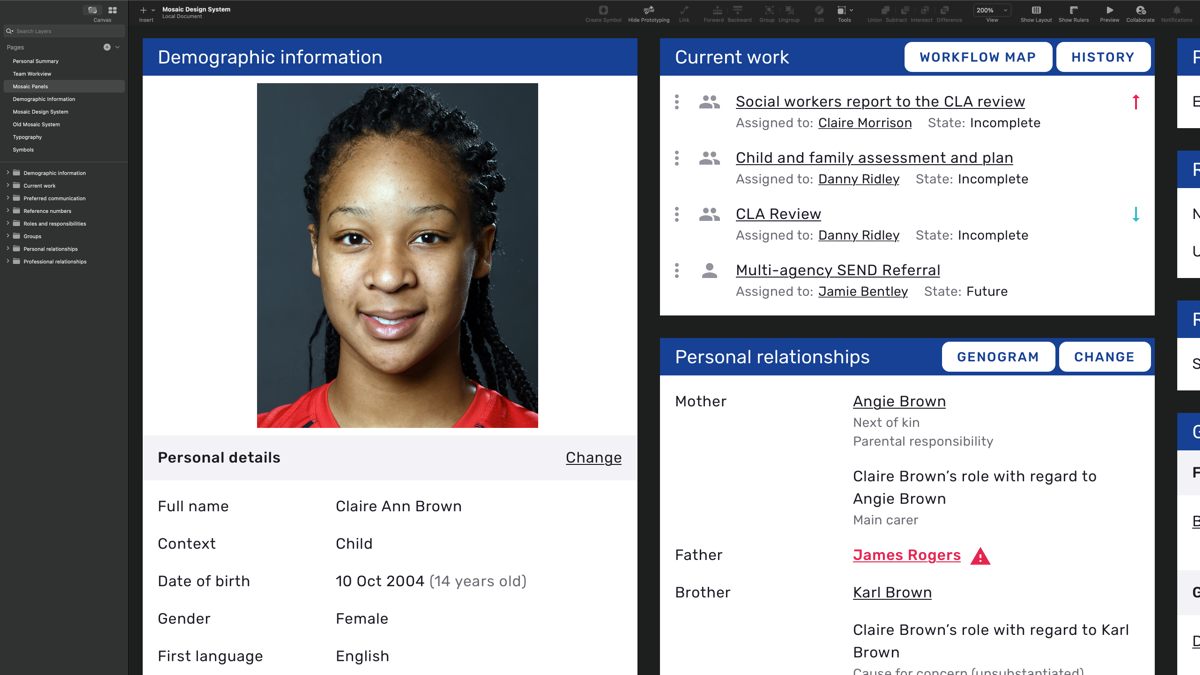 Canvas
Insert
Mosaic Design System
Local Document
Create Symbol
Hide Prototyping
Link
Forward
Backward
Group
Ungroup
Edit
Tools
Union
Subtract
Intersect
Difference
200%
View
Show Layout
Show Rulers
Preview
Collaborate
Notifications
Search Layers
Pages
Personal Summary
Team Workview
Mosaic Panels
Demographic Information
Mosaic Design System
Old Mosaic System
Typography
Symbols
Demographic information
Current work
Preferred communication
Reference numbers
Roles and responsibilities
Groups
Personal relationships
Professional relationships
Demographic information
Personal details
Change
Full name Claire Ann Brown
Context Child
Date of birth 10 Oct 2004 (14 years old)
Gender Female
First language English
Current work
WORKFLOW MAP
HISTORY
Social workers report to the CLA review
Assigned to: Claire Morrison State: Incomplete
Child and family assessment and plan
Assigned to: Danny Ridley State: Incomplete
CLA Review
Assigned to: Danny Ridley State: Incomplete
Multi-agency SEND Referral
Assigned to: Jamie Bentley State: Future
Personal relationships
GENOGRAM
CHANGE
Mother Angie Brown
Next of kin
Parental responsibility
Claire Brown’s role with regard to
Angie Brown
Main carer
Father James Rogers
Brother Karl Brown
Claire Brown’s role with regard to Karl
Brown
Cause for concern (unsubstantiated)